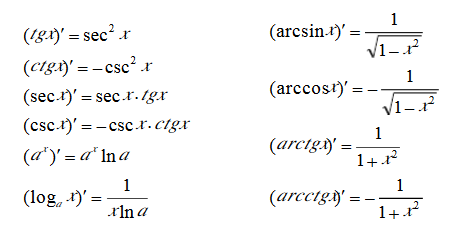 (tgx)′ = sec² x
(ctgx)′ = −csc² x
(sec x)′ = sec x · tgx
(csc x)′ = −csc x · ctgx
(aˣ)′ = aˣ ln a
(logₐ x)′ = 1/(x ln a)
(arcsin x)′ = 1/√(1−x²)
(arccos x)′ = −1/√(1−x²)
(arctgx)′ = 1/(1+x²)
(arcctgx)′ = −1/(1+x²)